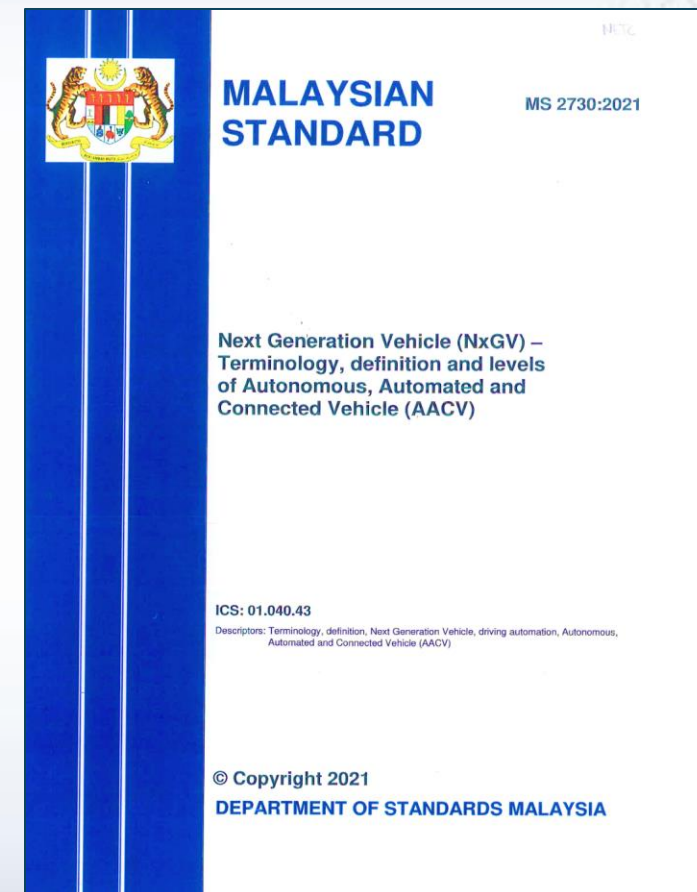 MALAYSIAN
STANDARD
MS 2730:2021
Next Generation Vehicle (NxGV) –
Terminology, definition and levels
of Autonomous, Automated and
Connected Vehicle (AACV)
ICS: 01.040.43
Descriptors: Terminology, definition, Next Generation Vehicle, driving automation, Autonomous,
Automated and Connected Vehicle (AACV)
© Copyright 2021
DEPARTMENT OF STANDARDS MALAYSIA